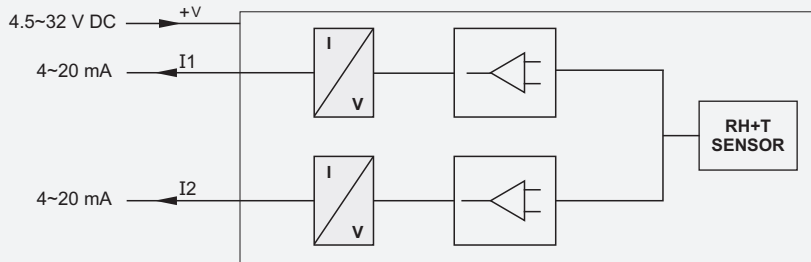 4.5~32 V DC
+V
4~20 mA
I1
I
V
RH+T
SENSOR
4~20 mA
I2
I
V